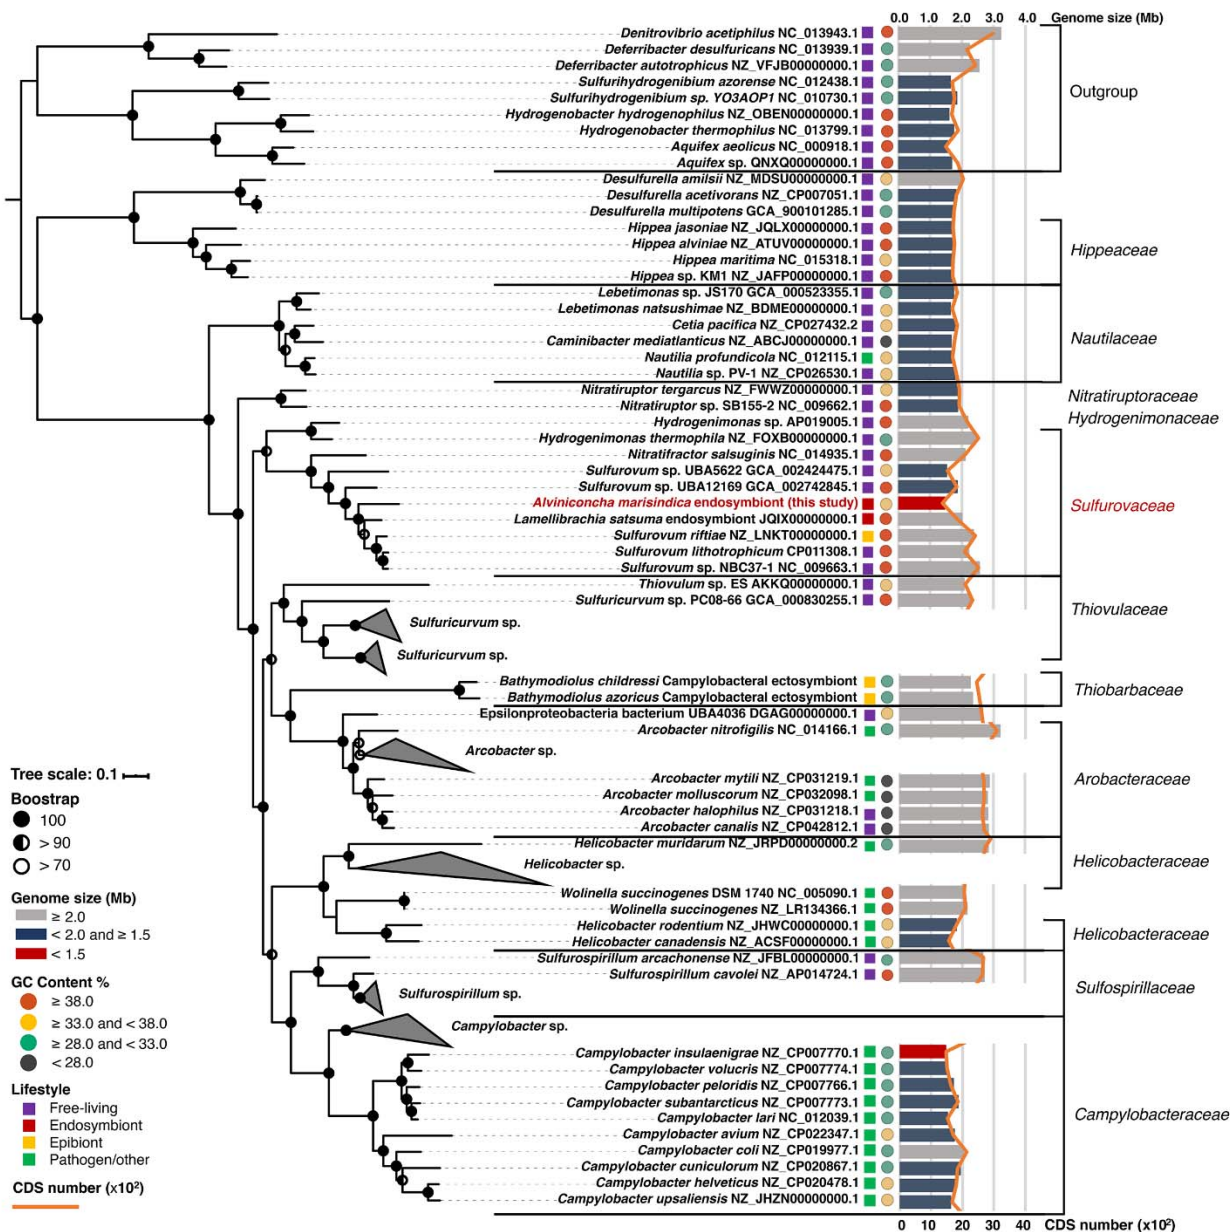 0.0 1.0 2.0 3.0 4.0 Genome size (Mb)
Denitrovibrio acetiphilus NC_013943.1
Deferribacter desulfuricans NC_013939.1
Deferribacter autotrophicus NZ_VFJB00000000.1
Sulfurihydrogenibium azorense NC_012438.1
Outgroup
Sulfurihydrogenibium sp. YO3AOP1 NC_010730.1
Hydrogenobacter hydrogenophilus NZ_OBEN00000000.1
Hydrogenobacter thermophilus NC_013799.1
Aquifex aeolicus NC_000918.1
Aquifex sp. QNXQ00000000.1
Desulfurella amilsii NZ_MDSU00000000.1
Desulfurella acetivorans NZ_CP007051.1
Desulfurella multipotens GCA_900101285.1
Hippea jasoniae NZ_JQLX00000000.1
Hippea alviniae NZ_ATUV00000000.1
Hippeaceae
Hippea maritima NC_015318.1
Hippea sp. KM1 NZ_JAFP00000000.1
Lebetimonas sp. JS170 GCA_000523355.1
Lebetimonas natsushimae NZ_BDME00000000.1
Cetia pacifica NZ_CP027432.2
Caminibacter mediatlanticus NZ_ABCJ00000000.1
Nautilaceae
Nautilia profundicola NC_012115.1
Nautilia sp. PV-1 NZ_CP026530.1
Nitratiruptor tergarcus NZ_FWWZ00000000.1
Nitratiruptoraceae
Nitratiruptor sp. SB155-2 NC_009662.1
Hydrogenimonaceae
Hydrogenimonas sp. AP019005.1
Hydrogenimonas thermophila NZ_FOXB00000000.1
Nitratifractor salsuginis NC_014935.1
Sulfurovum sp. UBA5622 GCA_002424475.1
Sulfurovum sp. UBA12169 GCA_002742845.1
Alviniconcha marisindica endosymbiont (this study)
Sulfurovaceae
Lamellibrachia satsuma endosymbiont JQIX00000000.1
Sulfurovum riftiae NZ_LNKT00000000.1
Sulfurovum lithotrophicum CP011308.1
Sulfurovum sp. NBC37-1 NC_009663.1
Thiovulum sp. ES AKKQ00000000.1
Sulfuricurvum sp. PC08-66 GCA_000830255.1
Thiovulaceae
Sulfuricurvum sp.
Sulfuricurvum sp.
Bathymodiolus childressi Campylobacteral ectosymbiont
Thiobarbaceae
Bathymodiolus azoricus Campylobacteral ectosymbiont
Epsilonproteobacteria bacterium UBA4036 DGAG00000000.1
Arcobacter nitrofigilis NC_014166.1
Arcobacter sp.
Arcobacter mytili NZ_CP031219.1
Arobacteraceae
Arcobacter molluscorum NZ_CP032098.1
Arcobacter halophilus NZ_CP031218.1
Arcobacter canalis NZ_CP042812.1
Helicobacter muridarum NZ_JRPD00000000.2
Helicobacteraceae
Helicobacter sp.
Wolinella succinogenes DSM 1740 NC_005090.1
Wolinella succinogenes NZ_LR134366.1
Helicobacter rodentium NZ_JHWC00000000.1
Helicobacteraceae
Helicobacter canadensis NZ_ACSF00000000.1
Sulfurospirillum arcachonense NZ_JFBL00000000.1
Sulfurospirillum cavolei NZ_AP014724.1
Sulfospirillaceae
Sulfurospirillum sp.
Campylobacter sp.
Campylobacter insulaenigrae NZ_CP007770.1
Campylobacter volucris NZ_CP007774.1
Campylobacter peloridis NZ_CP007766.1
Campylobacter subantarcticus NZ_CP007773.1
Campylobacter lari NC_012039.1
Campylobacteraceae
Campylobacter avium NZ_CP022347.1
Campylobacter coli NZ_CP019977.1
Campylobacter cuniculorum NZ_CP020867.1
Campylobacter helveticus NZ_CP020478.1
Campylobacter upsaliensis NZ_JHZN00000000.1
0 10 20 30 40 CDS number (x10²)
Tree scale: 0.1
Boostrap
100
> 90
> 70
Genome size (Mb)
≥ 2.0
< 2.0 and ≥ 1.5
< 1.5
GC Content %
≥ 38.0
≥ 33.0 and < 38.0
≥ 28.0 and < 33.0
< 28.0
Lifestyle
Free-living
Endosymbiont
Epibiont
Pathogen/other
CDS number (x10²)